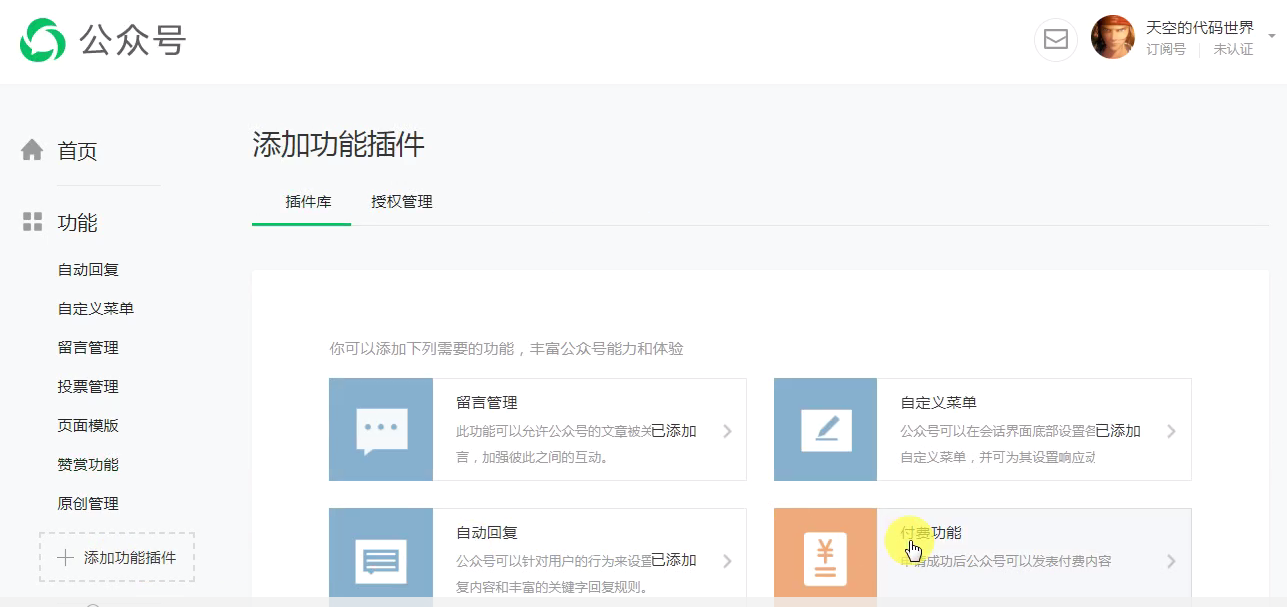 公众号
天空的代码世界
订阅号 未认证
首页
添加功能插件
插件库 授权管理
功能
自动回复
自定义菜单
留言管理
投票管理
页面模版
赞赏功能
原创管理
添加功能插件
你可以添加下列需要的功能，丰富公众号能力和体验
留言管理
此功能可以允许公众号的文章被关 已添加
言，加强彼此之间的互动。
自定义菜单
公众号可以在会话界面底部设置各 已添加
自定义菜单，并可为其设置响应动
自动回复
公众号可以针对用户的行为来设置 已添加
复内容和丰富的关键字回复规则。
付费功能
申请成功后公众号可以发表付费内容